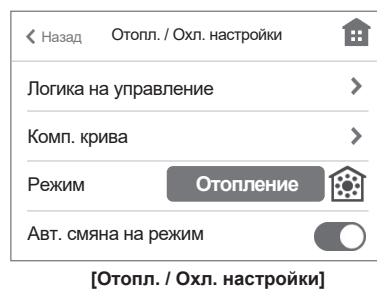 Назад Отопл. / Охл. настройки
Логика на управление
Комп. крива
Режим Отопление
Авт. смяна на режим
[Отопл. / Охл. настройки]